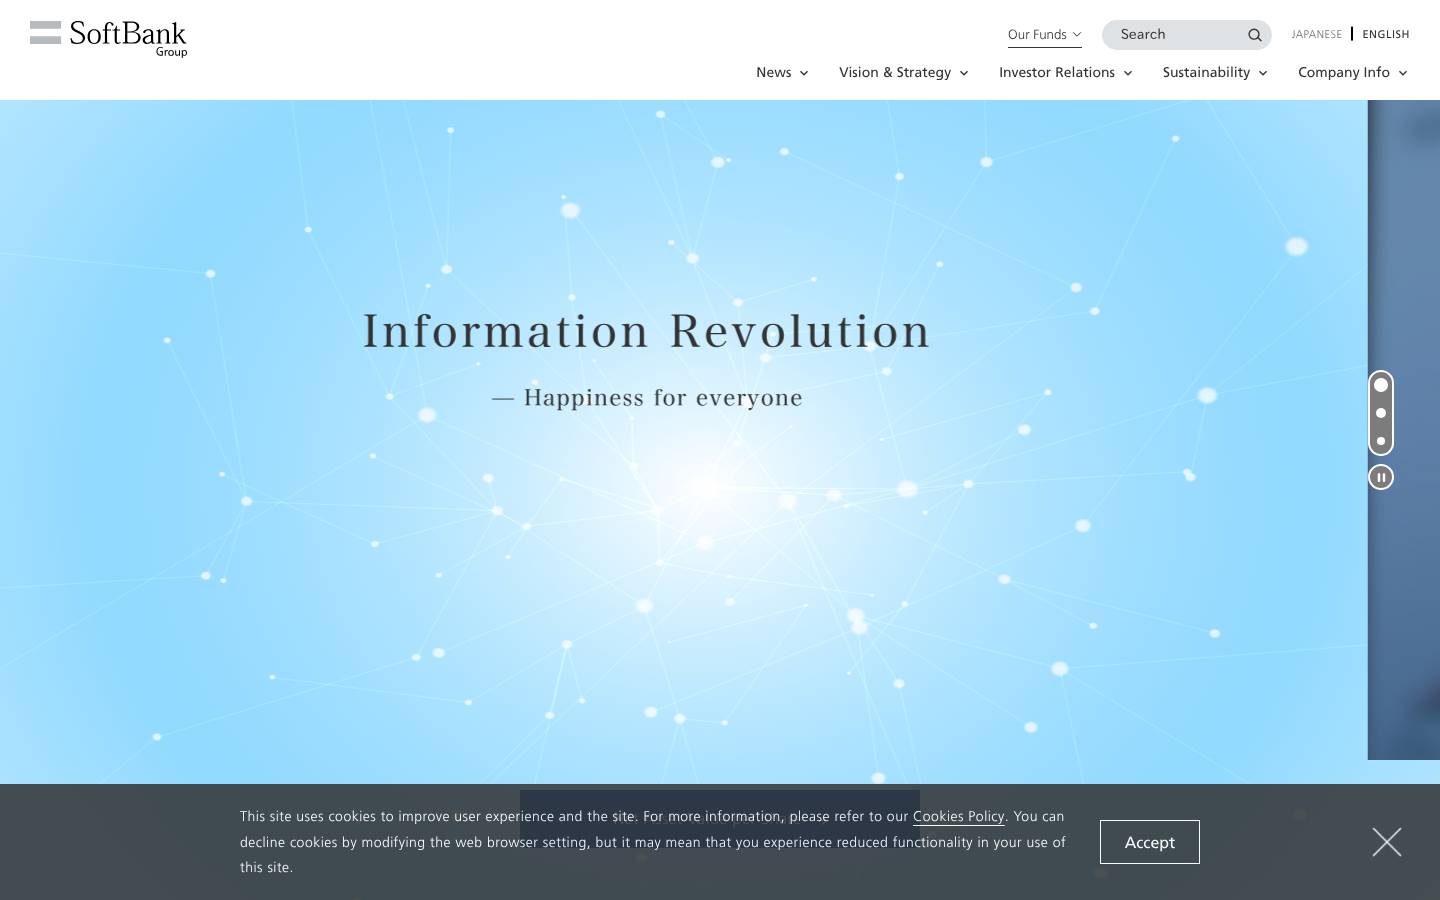 SoftBank
Group
Our Funds
Search
JAPANESE
ENGLISH
News
Vision & Strategy
Investor Relations
Sustainability
Company Info
Information Revolution
— Happiness for everyone
This site uses cookies to improve user experience and the site. For more information, please refer to our Cookies Policy. You can
decline cookies by modifying the web browser setting, but it may mean that you experience reduced functionality in your use of
this site.
Accept